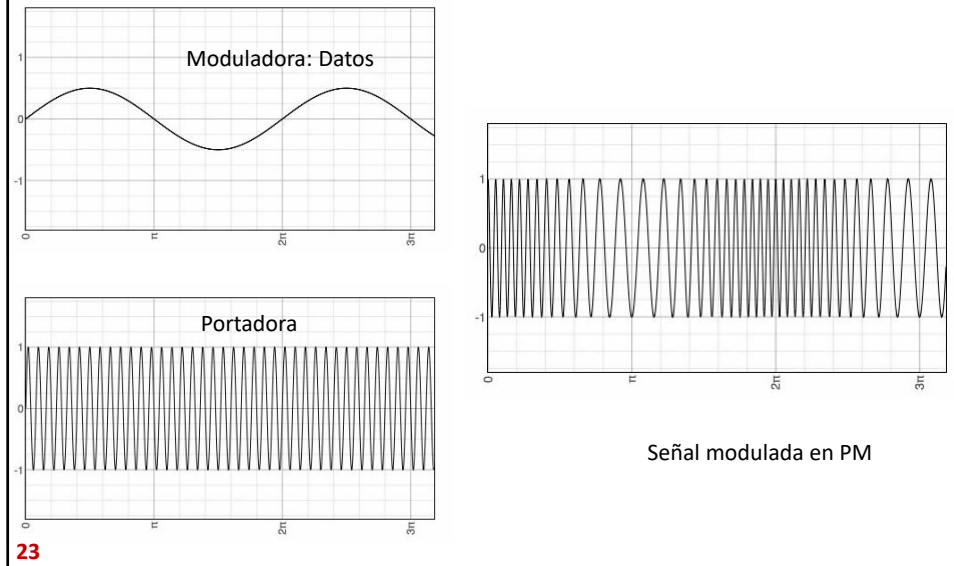 Moduladora: Datos
1
0
-1
0
π
2π
3π
Portadora
1
0
-1
0
π
2π
3π
1
0
-1
0
π
2π
3π
Señal modulada en PM
23